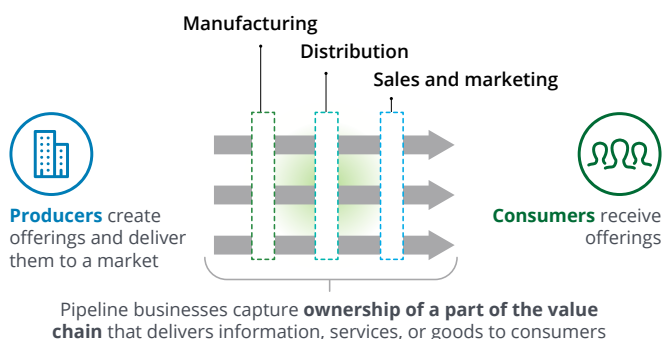 Manufacturing
Distribution
Sales and marketing
Producers create
offerings and deliver
them to a market
Consumers receive
offerings
Pipeline businesses capture ownership of a part of the value
chain that delivers information, services, or goods to consumers